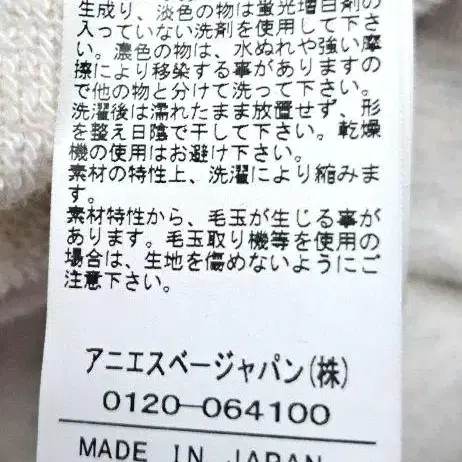 生成り、淡色の物は蛍光増白剤の
入っていない洗剤を使用して下さ
い。濃色の物は、水ぬれや強い摩
擦により移染する事がありますの
で他の物と分けて洗って下さい。
洗濯後は濡れたまま放置せず、形
を整え日陰で干して下さい。乾燥
機の使用はお避け下さい。
素材の特性上、洗濯により縮みま
す。
素材特性から、毛玉が生じる事が
あります。毛玉取り機等を使用の
場合は、生地を傷めないようにご
注意下さい。
アニエスベージャパン(株)
0120-064100
MADE IN JAPAN